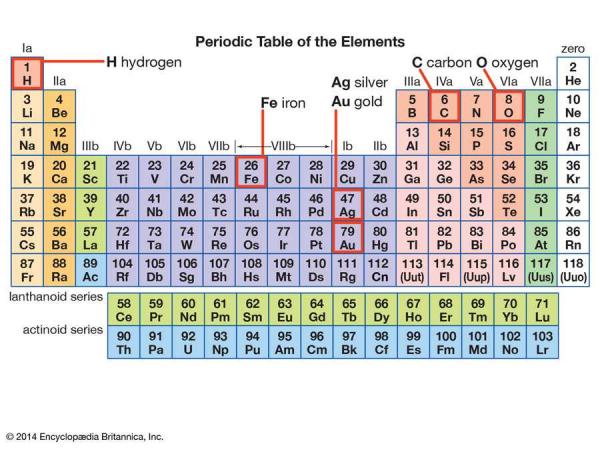 Periodic Table of the Elements
Ia zero
1 H hydrogen C carbon O oxygen 2
H IIa Ag silver IIIa IVa Va VIa VIIa He
3 4 Fe iron Au gold 5 6 7 8 9 10
Li Be B C N O F Ne
11 12 13 14 15 16 17 18
Na Mg IIIb IVb Vb VIb VIIb VIIIb Ib IIb Al Si P S Cl Ar
19 20 21 22 23 24 25 26 27 28 29 30 31 32 33 34 35 36
K Ca Sc Ti V Cr Mn Fe Co Ni Cu Zn Ga Ge As Se Br Kr
37 38 39 40 41 42 43 44 45 46 47 48 49 50 51 52 53 54
Rb Sr Y Zr Nb Mo Tc Ru Rh Pd Ag Cd In Sn Sb Te I Xe
55 56 57 72 73 74 75 76 77 78 79 80 81 82 83 84 85 86
Cs Ba La Hf Ta W Re Os Ir Pt Au Hg Tl Pb Bi Po At Rn
87 88 89 104 105 106 107 108 109 110 111 112 113 114 115 116 117 118
Fr Ra Ac Rf Db Sg Bh Hs Mt Ds Rg Cn (Uut) Fl (Uup) Lv (Uus) (Uuo)
lanthanoid series 58 59 60 61 62 63 64 65 66 67 68 69 70 71
Ce Pr Nd Pm Sm Eu Gd Tb Dy Ho Er Tm Yb Lu
actinoid series 90 91 92 93 94 95 96 97 98 99 100 101 102 103
Th Pa U Np Pu Am Cm Bk Cf Es Fm Md No Lr
© 2014 Encyclopædia Britannica, Inc.